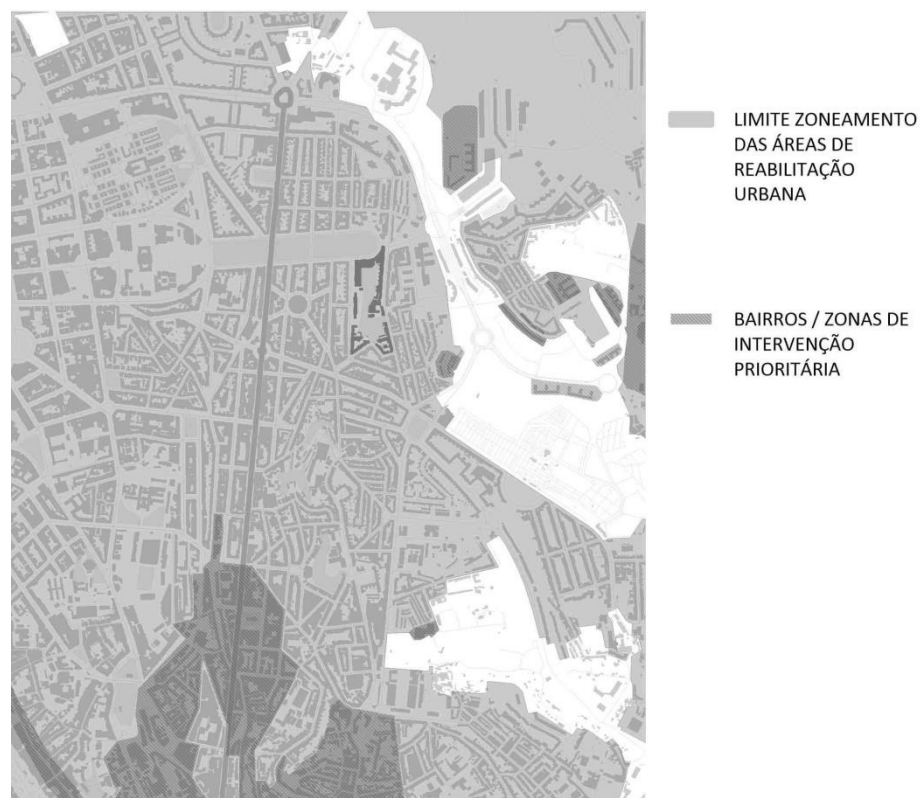 LIMITE ZONEAMENTO
DAS ÁREAS DE
REABILITAÇÃO
URBANA
BAIRROS / ZONAS DE
INTERVENÇÃO
PRIORITÁRIA